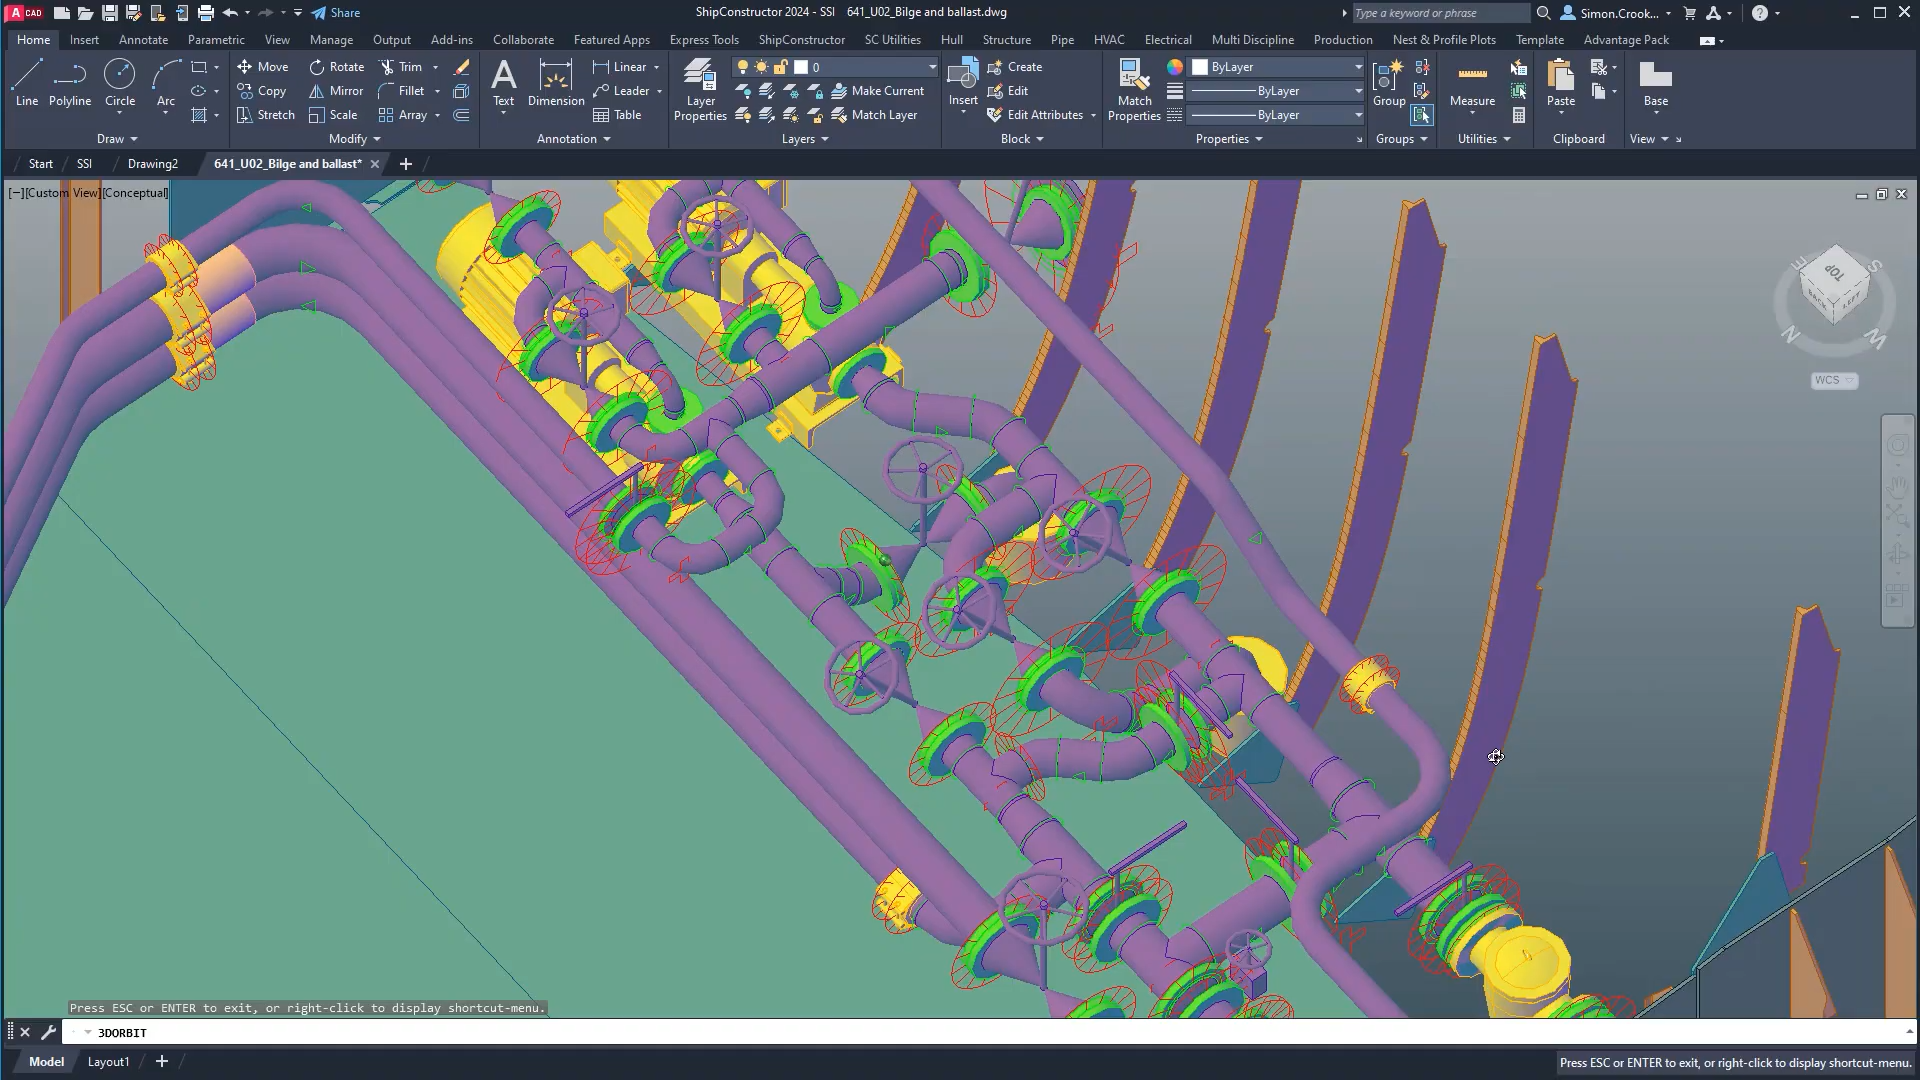 A CAD
Share
ShipConstructor 2024 - SSI 641_U02_Bilge and ballast.dwg
Type a keyword or phrase
Simon.Crook...
Home Insert Annotate Parametric View Manage Output Add-ins Collaborate Featured Apps Express Tools ShipConstructor SC Utilities Hull Structure Pipe HVAC Electrical Multi Discipline Production Nest & Profile Plots Template Advantage Pack
Line Polyline Circle Arc
Move Rotate Trim
Copy Mirror Fillet
Stretch Scale Array
Text Dimension
Linear
Leader
Table
Layer Properties
0
Make Current
Match Layer
Insert
Create
Edit
Edit Attributes
Match Properties
ByLayer
ByLayer
ByLayer
Group
Measure
Paste
Base
Draw Modify Annotation Layers Block Properties Groups Utilities Clipboard View
Start SSI Drawing2 641_U02_Bilge and ballast*
[−][Custom View][Conceptual]
E S
TOP
BACK LEFT
N W
WCS
Press ESC or ENTER to exit, or right-click to display shortcut-menu.
3DORBIT
Model Layout1
Press ESC or ENTER to exit, or right-click to display shortcut-menu.